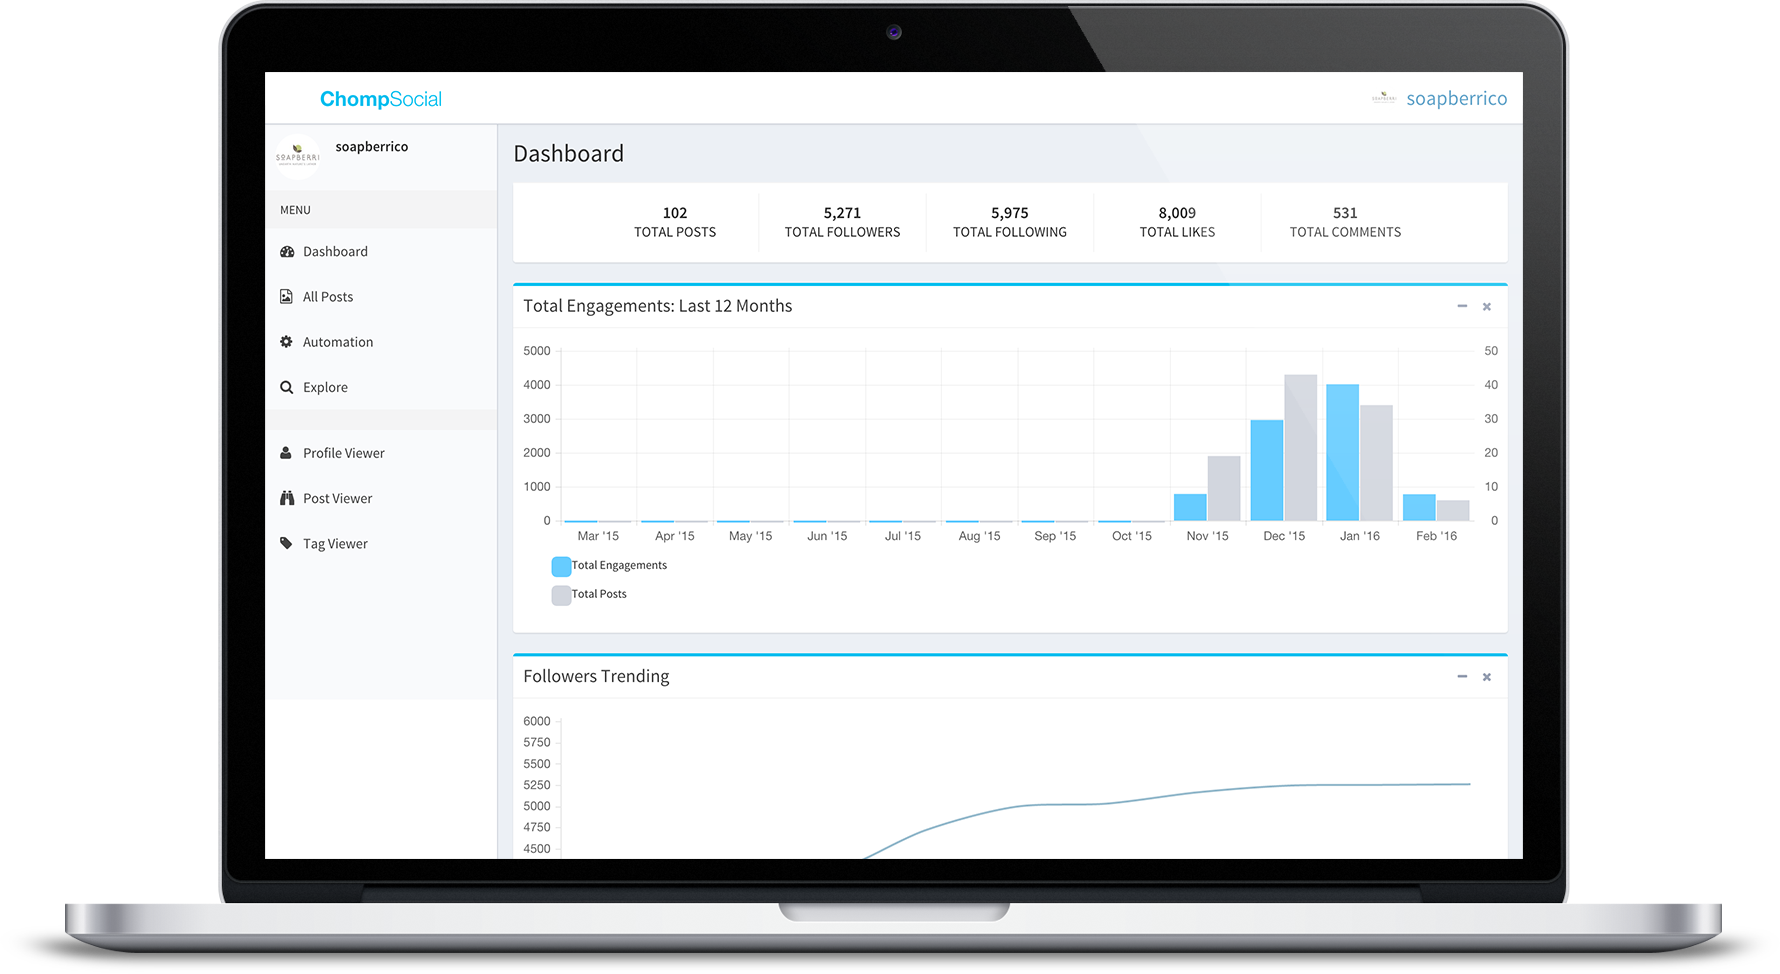 ChompSocial
soapberrico
SOAPBERRI
soapberrico
MENU
Dashboard
All Posts
Automation
Explore
Profile Viewer
Post Viewer
Tag Viewer
Dashboard
102 5,271 5,975 8,009 531
TOTAL POSTS TOTAL FOLLOWERS TOTAL FOLLOWING TOTAL LIKES TOTAL COMMENTS
Total Engagements: Last 12 Months
5000 50
4000 40
3000 30
2000 20
1000 10
0 0
Mar '15 Apr '15 May '15 Jun '15 Jul '15 Aug '15 Sep '15 Oct '15 Nov '15 Dec '15 Jan '16 Feb '16
Total Engagements
Total Posts
Followers Trending
6000
5750
5500
5250
5000
4750
4500